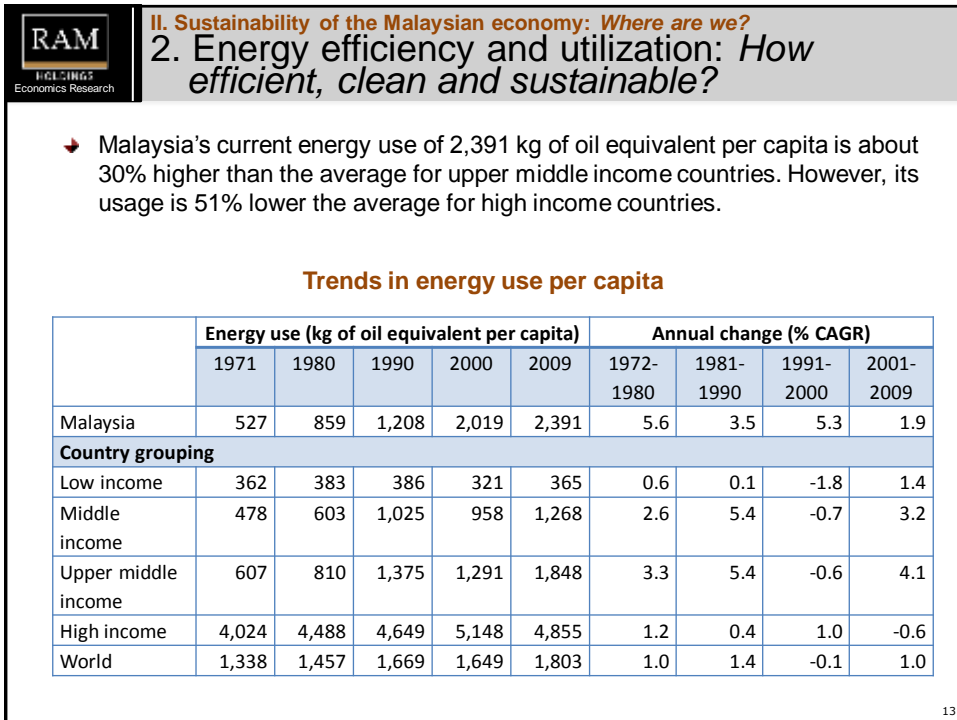 RAM
HOLDINGS
Economics Research
II. Sustainability of the Malaysian economy: Where are we?
2. Energy efficiency and utilization: How
efficient, clean and sustainable?
Malaysia's current energy use of 2,391 kg of oil equivalent per capita is about
30% higher than the average for upper middle income countries. However, its
usage is 51% lower the average for high income countries.
Trends in energy use per capita
Energy use (kg of oil equivalent per capita) Annual change (% CAGR)
1971 1980 1990 2000 2009 1972- 1981- 1991- 2001-
1980 1990 2000 2009
Malaysia 527 859 1,208 2,019 2,391 5.6 3.5 5.3 1.9
Country grouping
Low income 362 383 386 321 365 0.6 0.1 -1.8 1.4
Middle 478 603 1,025 958 1,268 2.6 5.4 -0.7 3.2
income
Upper middle 607 810 1,375 1,291 1,848 3.3 5.4 -0.6 4.1
income
High income 4,024 4,488 4,649 5,148 4,855 1.2 0.4 1.0 -0.6
World 1,338 1,457 1,669 1,649 1,803 1.0 1.4 -0.1 1.0
13